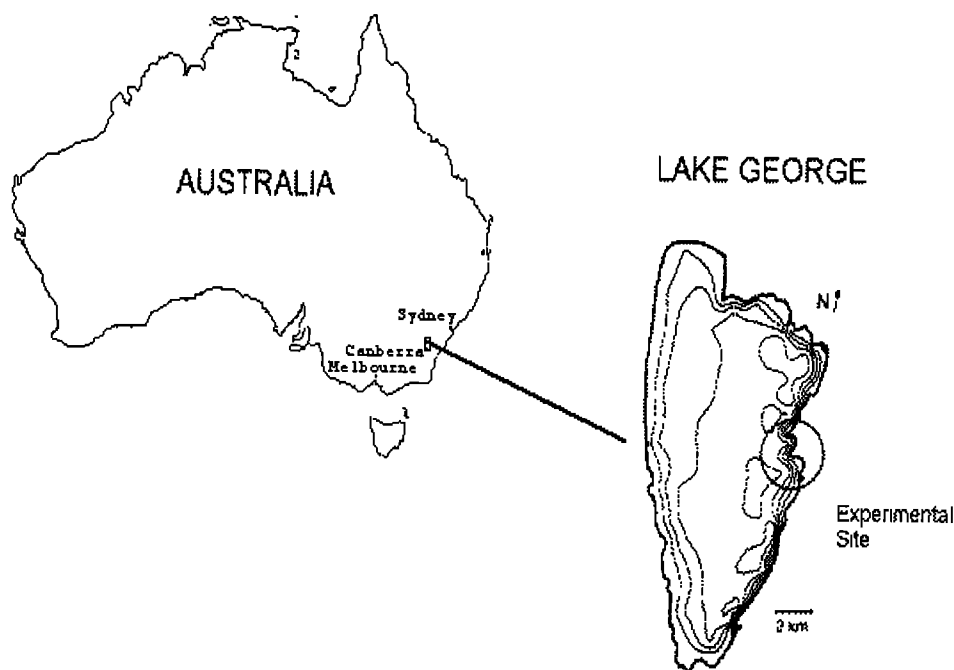 AUSTRALIA
LAKE GEORGE
N
Sydney
Canberra
Melbourne
Experimental
Site
2 km